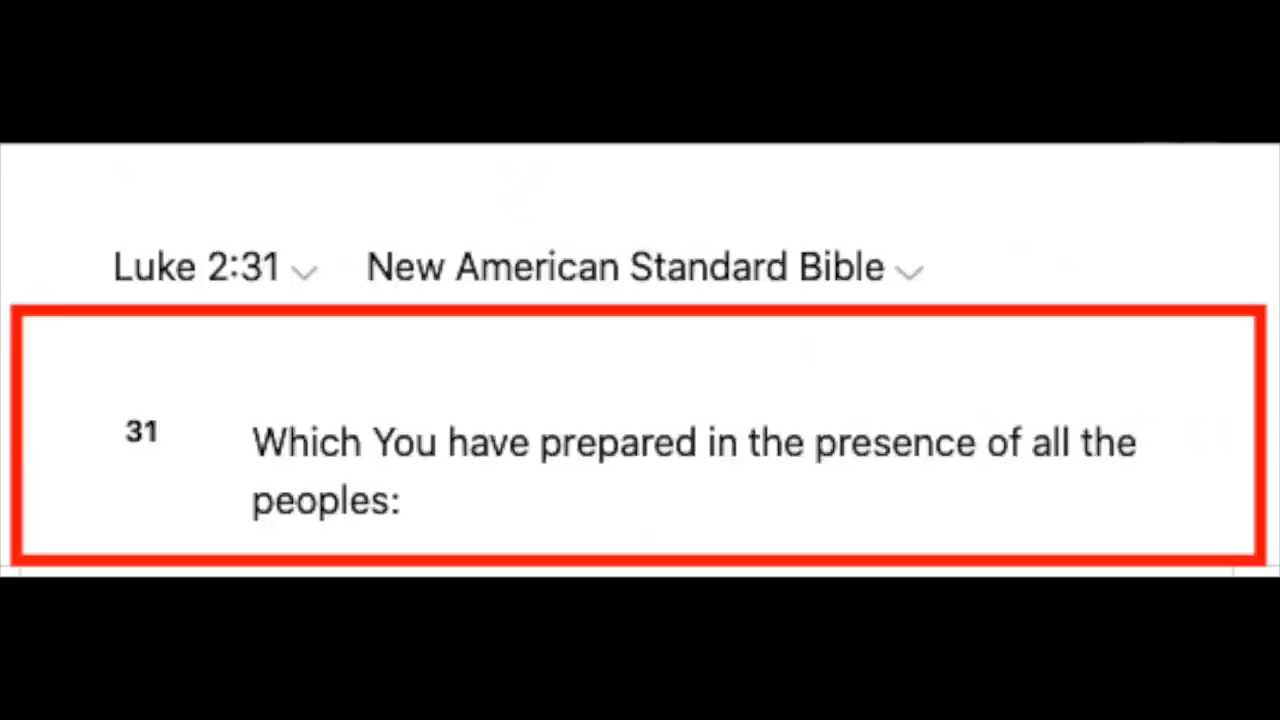 Luke 2:31 New American Standard Bible
31 Which You have prepared in the presence of all the
peoples: